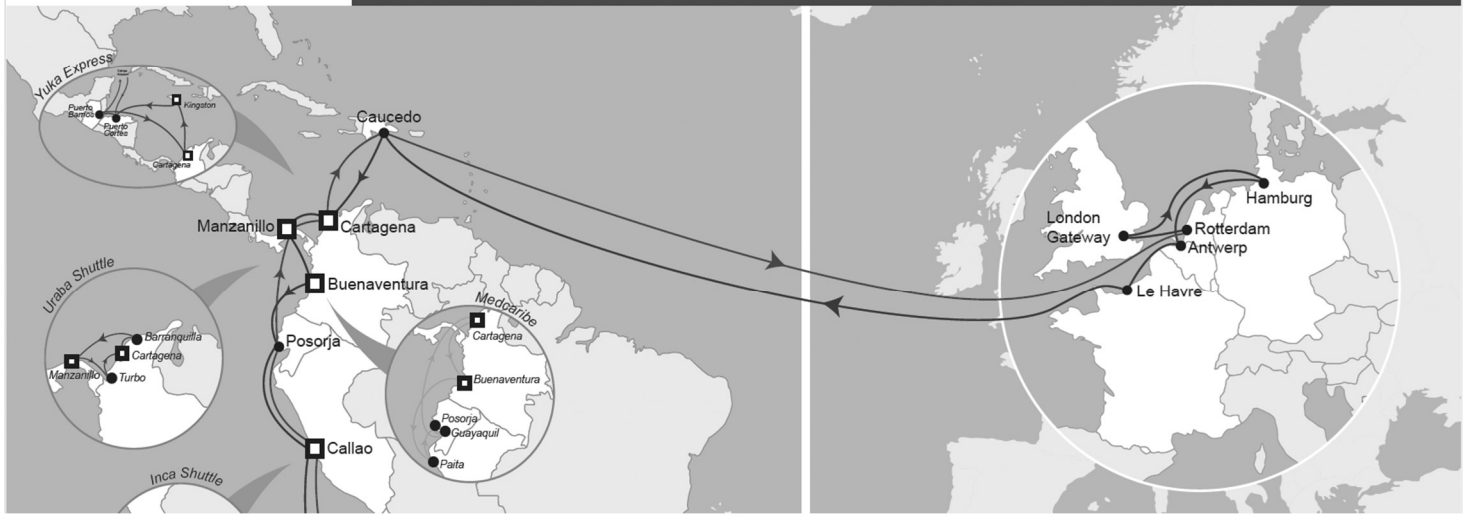 Yuka Express
Puerto
Barrios
Puerto
Cortes
Kingston
Cartagena
Caucedo
Manzanillo
Cartagena
Buenaventura
Posorja
Callao
Uraba Shuttle
Barranquilla
Cartagena
Manzanillo
Turbo
Medcaribe
Cartagena
Buenaventura
Posorja
Guayaquil
Paita
Inca Shuttle
London
Gateway
Hamburg
Rotterdam
Antwerp
Le Havre